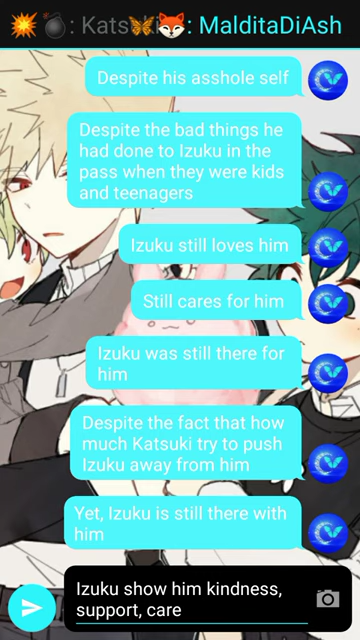 💥💣: Kats🦋🦊: MalditaDiAsh
Despite his asshole self
Despite the bad things he
had done to Izuku in the
pass when they were kids
and teenagers
Izuku still loves him
Still cares for him
Izuku was still there for
him
Despite the fact that how
much Katsuki try to push
Izuku away from him
Yet, Izuku is still there with
him
Izuku show him kindness,
support, care